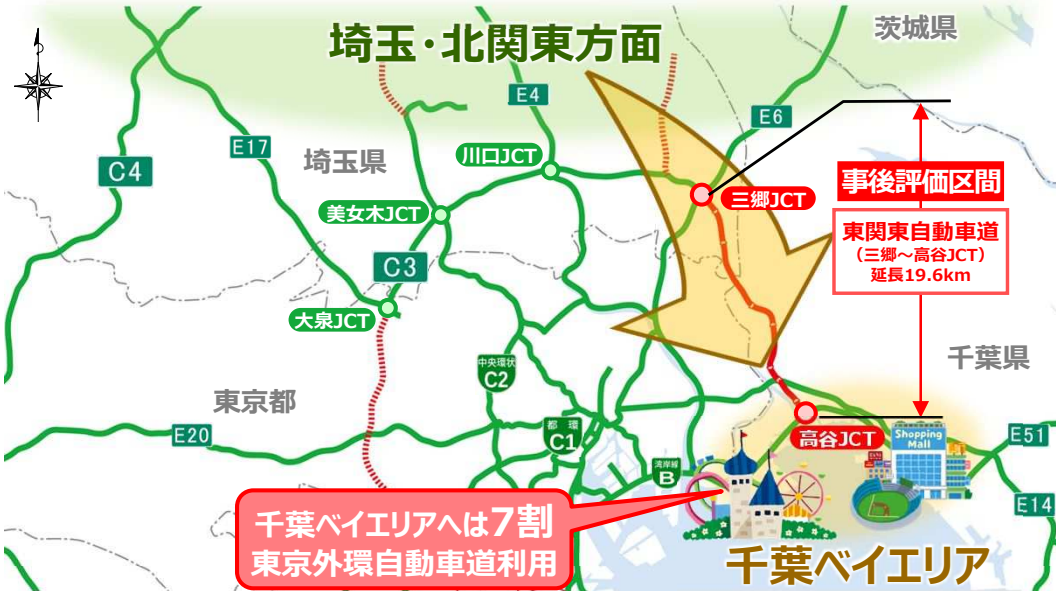 埼玉・北関東方面
茨城県
E4
E6
E17
C4
埼玉県
川口JCT
事後評価区間
三郷JCT
美女木JCT
東関東自動車道
（三郷～高谷JCT）
延長19.6km
C3
大泉JCT
千葉県
中央環状
C2
東京都
都環
C1
高谷JCT
Shopping
Mall
E20
E51
湾岸線
B
E14
千葉ベイエリアへは7割
東京外環自動車道利用
千葉ベイエリア